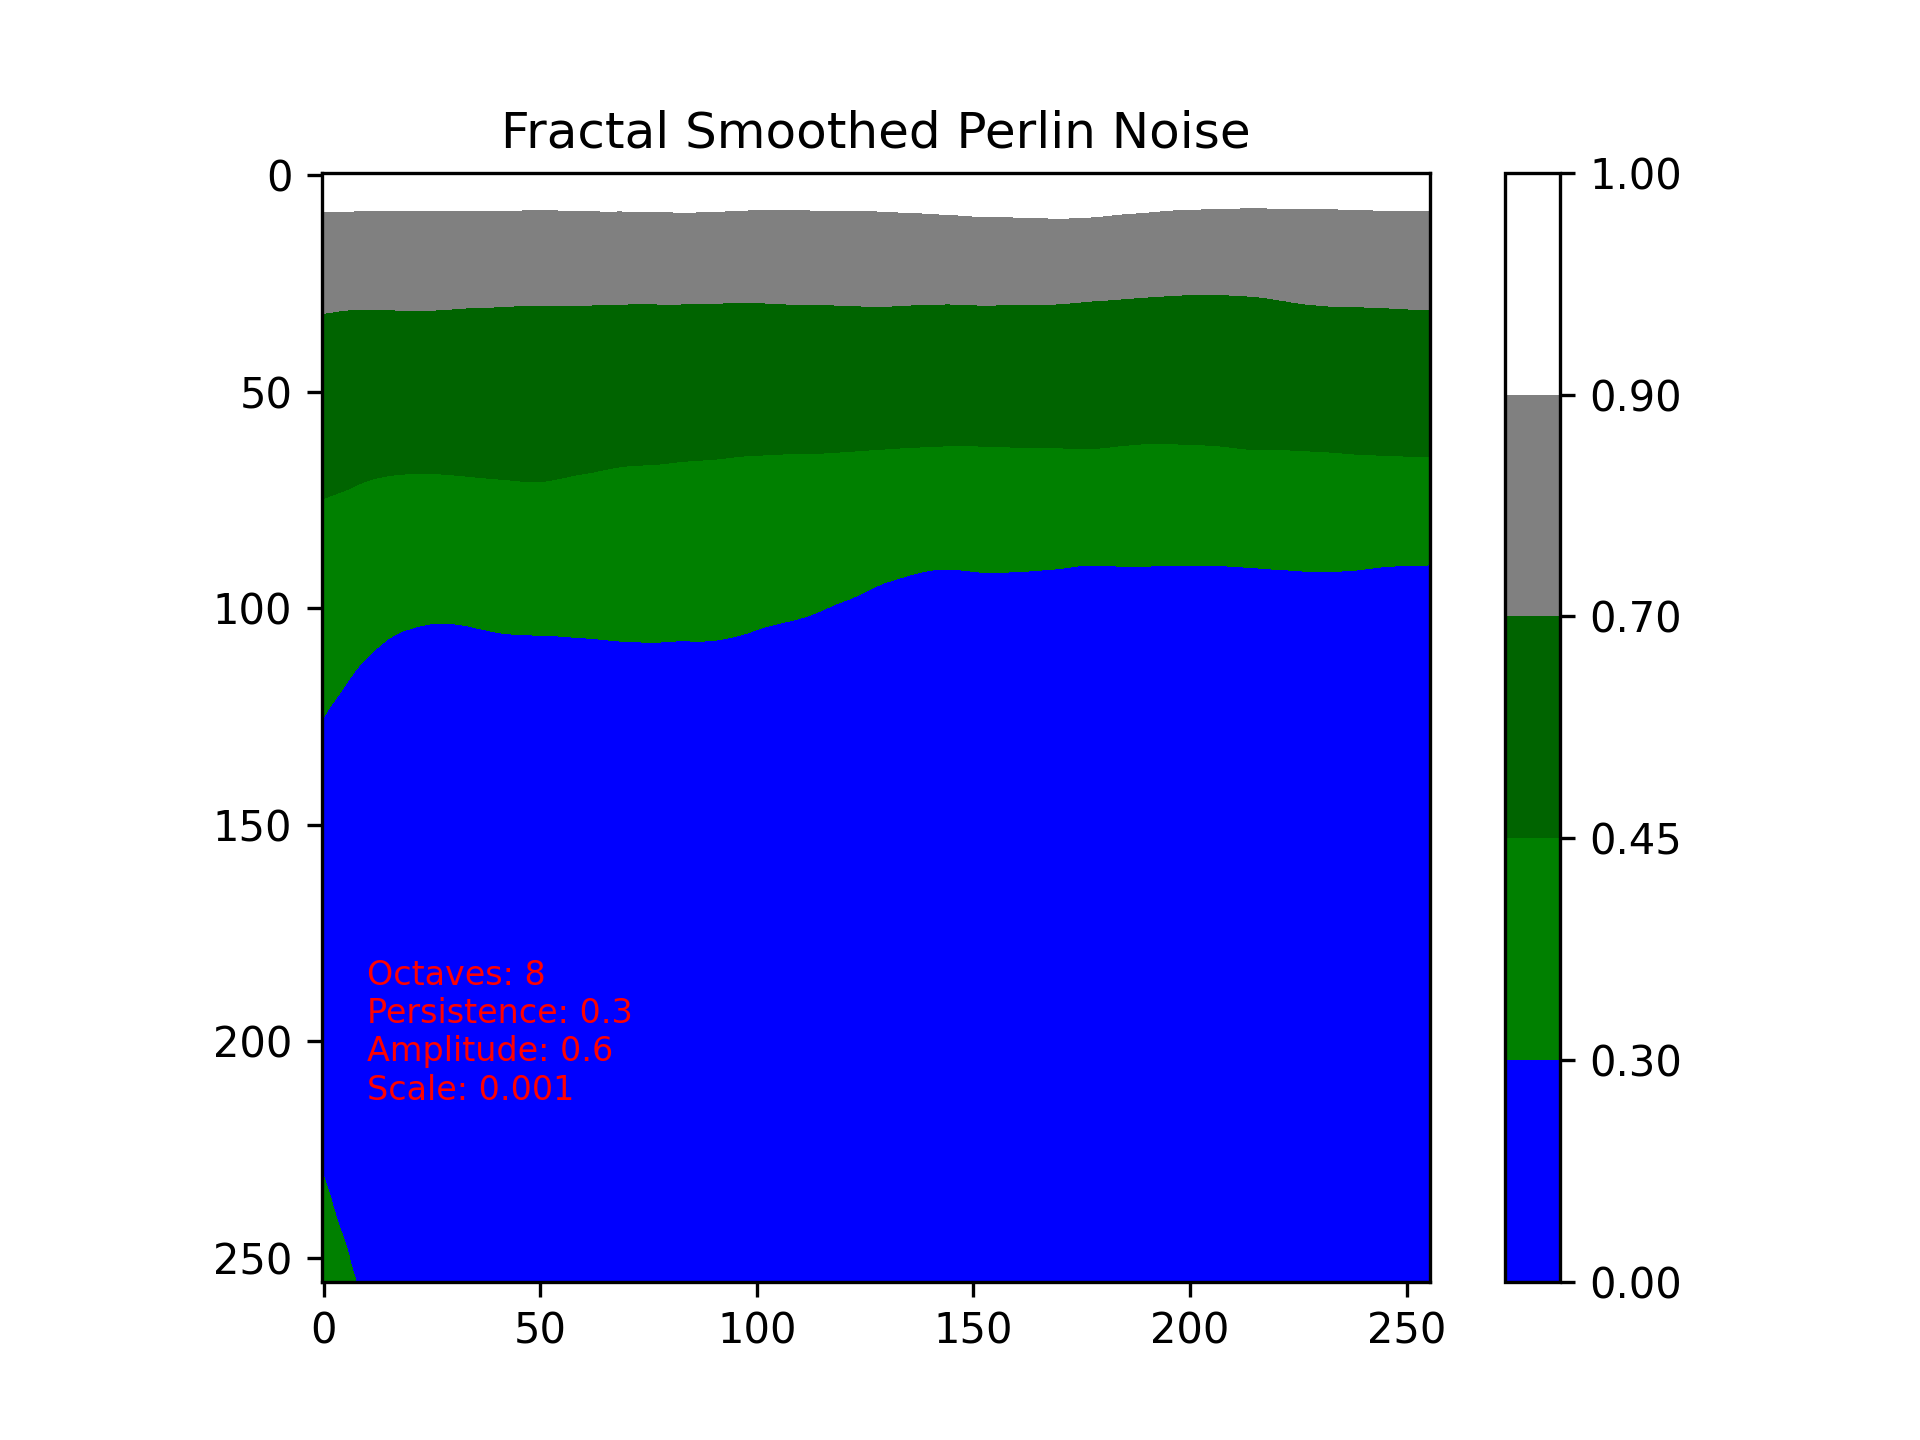 Fractal Smoothed Perlin Noise
0
50
100
150
200
250
Octaves: 8
Persistence: 0.3
Amplitude: 0.6
Scale: 0.001
0 50 100 150 200 250
1.00
0.90
0.70
0.45
0.30
0.00